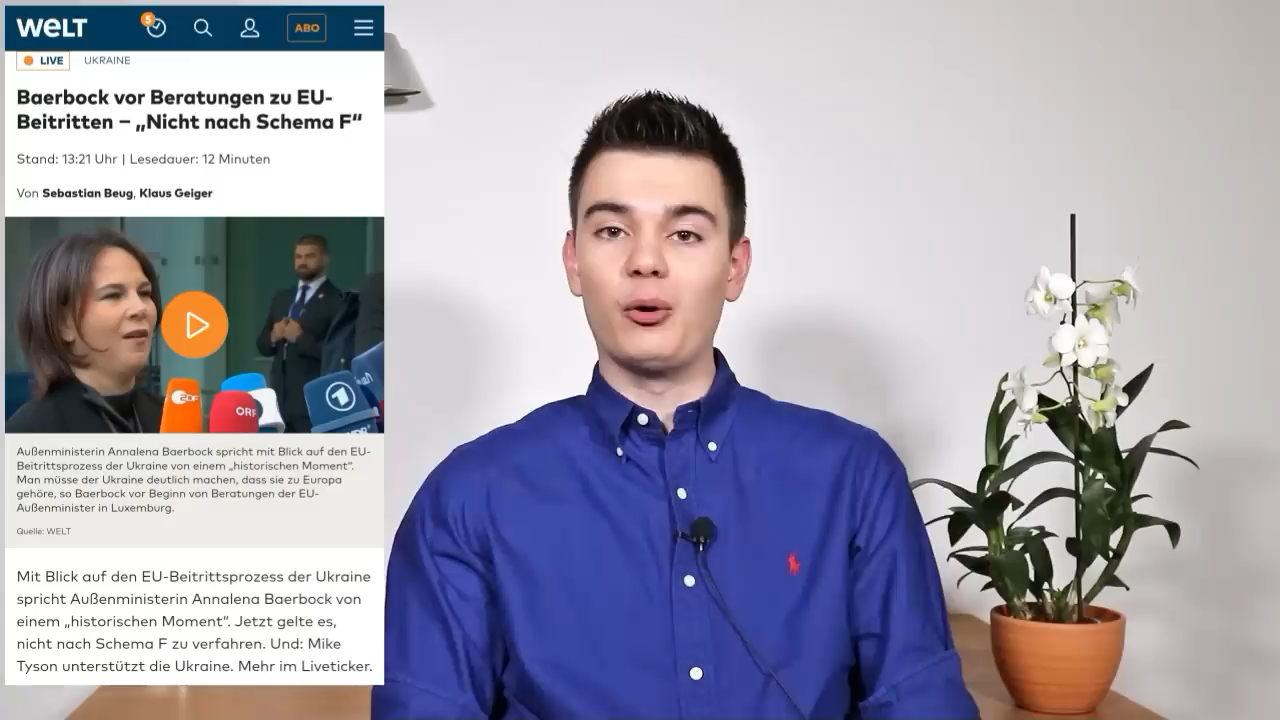 WELT
5
ABO
LIVE UKRAINE
Baerbock vor Beratungen zu EU-
Beitritten – „Nicht nach Schema F“
Stand: 13:21 Uhr | Lesedauer: 12 Minuten
Von Sebastian Beug, Klaus Geiger
ZDF
ORF
1
Außenministerin Annalena Baerbock spricht mit Blick auf den EU-
Beitrittsprozess der Ukraine von einem „historischen Moment“.
Man müsse der Ukraine deutlich machen, dass sie zu Europa
gehöre, so Baerbock vor Beginn von Beratungen der EU-
Außenminister in Luxemburg.
Quelle: WELT
Mit Blick auf den EU-Beitrittsprozess der Ukraine
spricht Außenministerin Annalena Baerbock von
einem „historischen Moment“. Jetzt gelte es,
nicht nach Schema F zu verfahren. Und: Mike
Tyson unterstützt die Ukraine. Mehr im Liveticker.